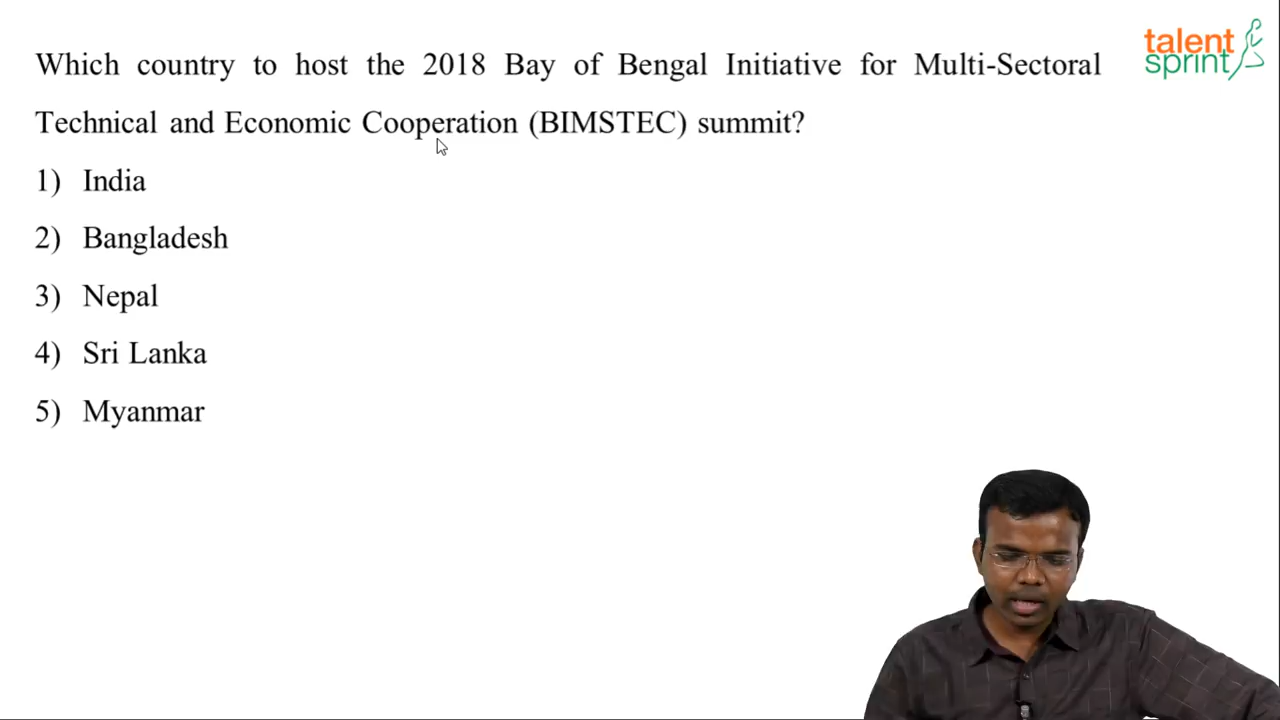 talent
sprint
Which country to host the 2018 Bay of Bengal Initiative for Multi-Sectoral
Technical and Economic Cooperation (BIMSTEC) summit?
1) India
2) Bangladesh
3) Nepal
4) Sri Lanka
5) Myanmar